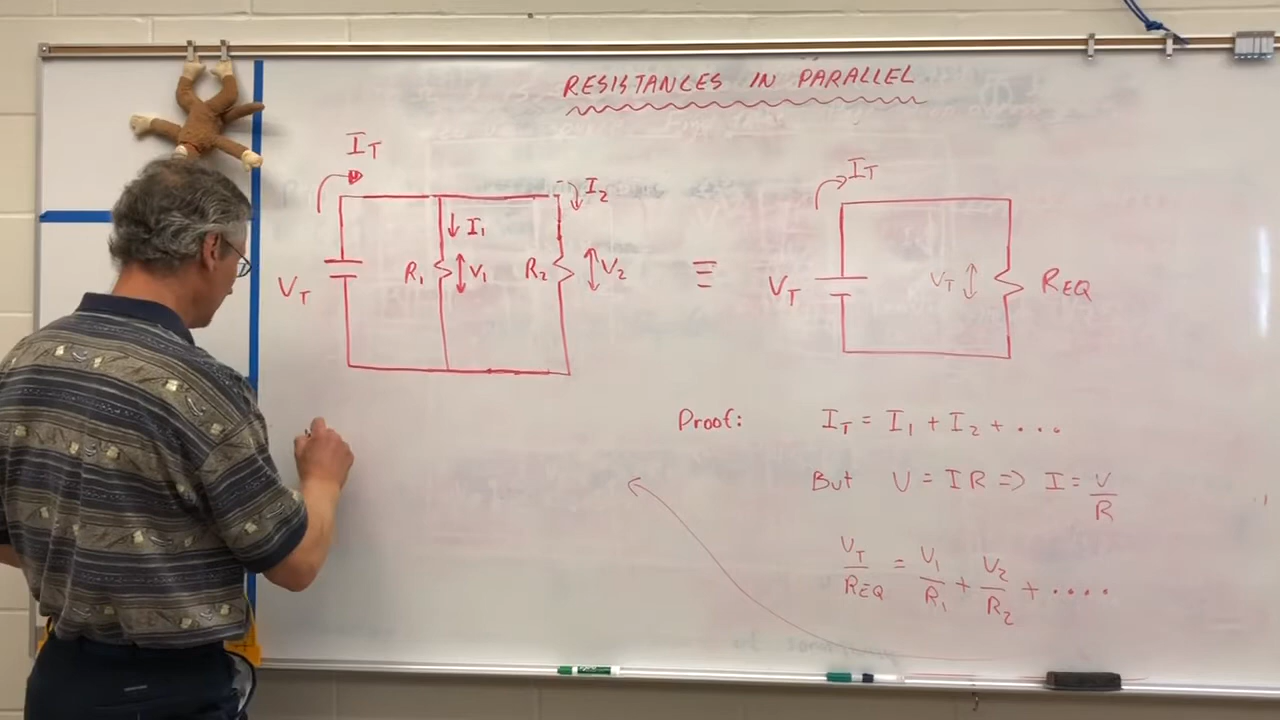 RESISTANCES IN PARALLEL
I_T
I_2
I_1
V_T
R_1
V_1
R_2
V_2
≡
I_T
V_T
V_T
R_EQ
Proof: I_T = I_1 + I_2 + ...
But V = IR => I = V/R
V_T/R_EQ = V_1/R_1 + V_2/R_2 + ....